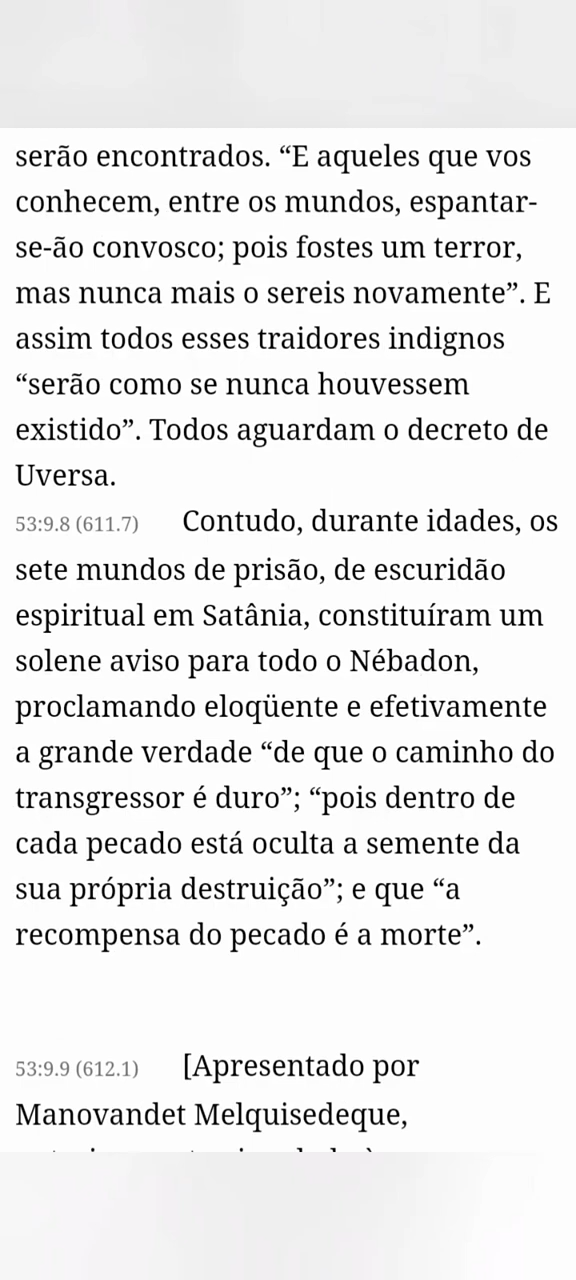 serão encontrados. “E aqueles que vos
conhecem, entre os mundos, espantar-
se-ão convosco; pois fostes um terror,
mas nunca mais o sereis novamente”. E
assim todos esses traidores indignos
“serão como se nunca houvessem
existido”. Todos aguardam o decreto de
Uversa.
53:9.8 (611.7) Contudo, durante idades, os
sete mundos de prisão, de escuridão
espiritual em Satânia, constituíram um
solene aviso para todo o Nébadon,
proclamando eloqüente e efetivamente
a grande verdade “de que o caminho do
transgressor é duro”; “pois dentro de
cada pecado está oculta a semente da
sua própria destruição”; e que “a
recompensa do pecado é a morte”.
53:9.9 (612.1) [Apresentado por
Manovandet Melquisedeque,